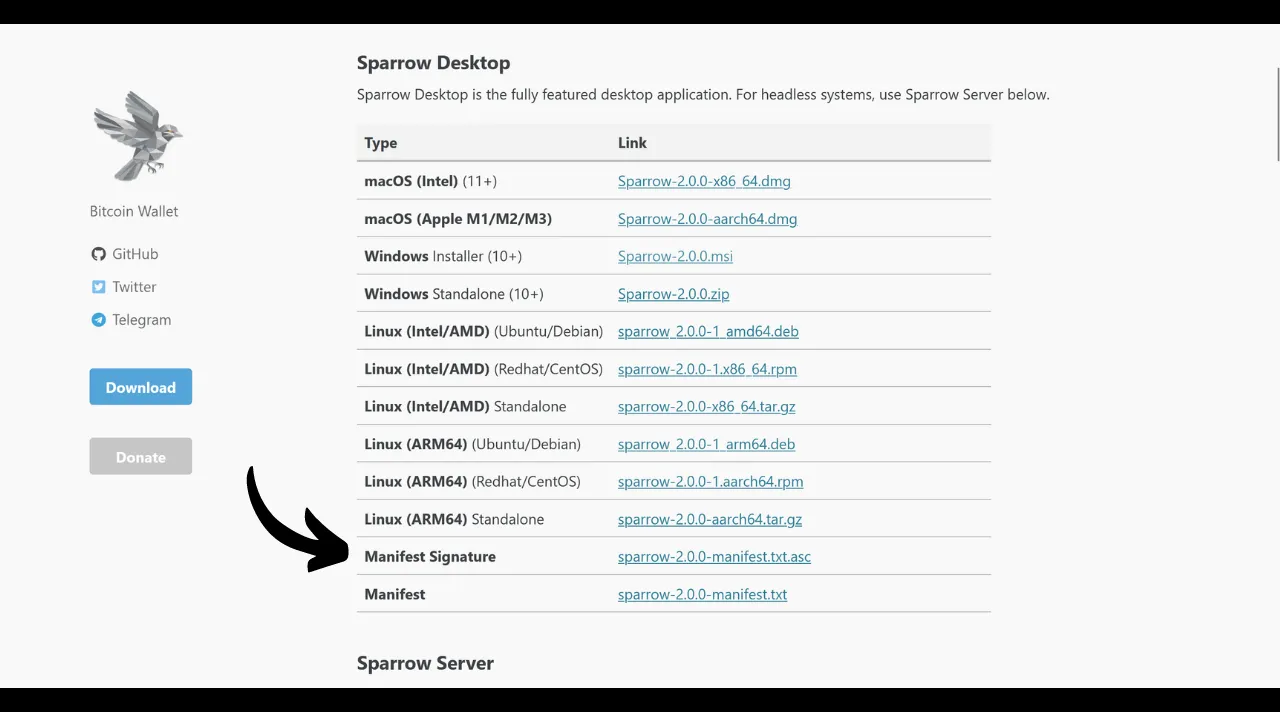 Bitcoin Wallet
GitHub
Twitter
Telegram
Download
Donate
Sparrow Desktop
Sparrow Desktop is the fully featured desktop application. For headless systems, use Sparrow Server below.
Type Link
macOS (Intel) (11+) Sparrow-2.0.0-x86_64.dmg
macOS (Apple M1/M2/M3) Sparrow-2.0.0-aarch64.dmg
Windows Installer (10+) Sparrow-2.0.0.msi
Windows Standalone (10+) Sparrow-2.0.0.zip
Linux (Intel/AMD) (Ubuntu/Debian) sparrow_2.0.0-1_amd64.deb
Linux (Intel/AMD) (Redhat/CentOS) sparrow-2.0.0-1.x86_64.rpm
Linux (Intel/AMD) Standalone sparrow-2.0.0-x86_64.tar.gz
Linux (ARM64) (Ubuntu/Debian) sparrow_2.0.0-1_arm64.deb
Linux (ARM64) (Redhat/CentOS) sparrow-2.0.0-1.aarch64.rpm
Linux (ARM64) Standalone sparrow-2.0.0-aarch64.tar.gz
Manifest Signature sparrow-2.0.0-manifest.txt.asc
Manifest sparrow-2.0.0-manifest.txt
Sparrow Server